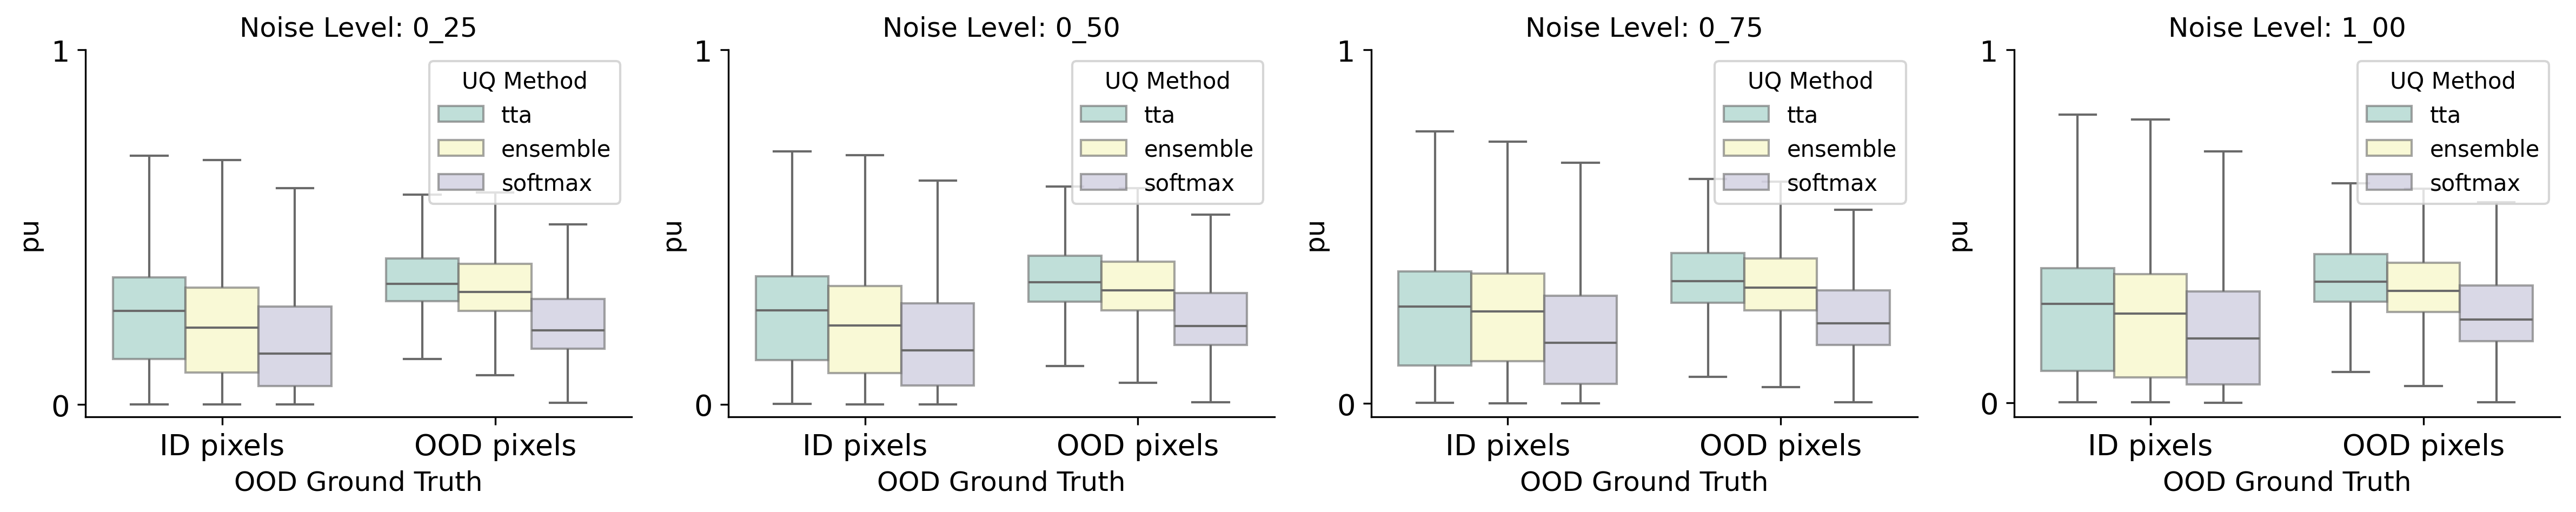 Noise Level: 0_25
1
UQ Method
tta
ensemble
softmax
pu
0
ID pixels
OOD pixels
OOD Ground Truth
Noise Level: 0_50
1
UQ Method
tta
ensemble
softmax
pu
0
ID pixels
OOD pixels
OOD Ground Truth
Noise Level: 0_75
1
UQ Method
tta
ensemble
softmax
pu
0
ID pixels
OOD pixels
OOD Ground Truth
Noise Level: 1_00
1
UQ Method
tta
ensemble
softmax
pu
0
ID pixels
OOD pixels
OOD Ground Truth